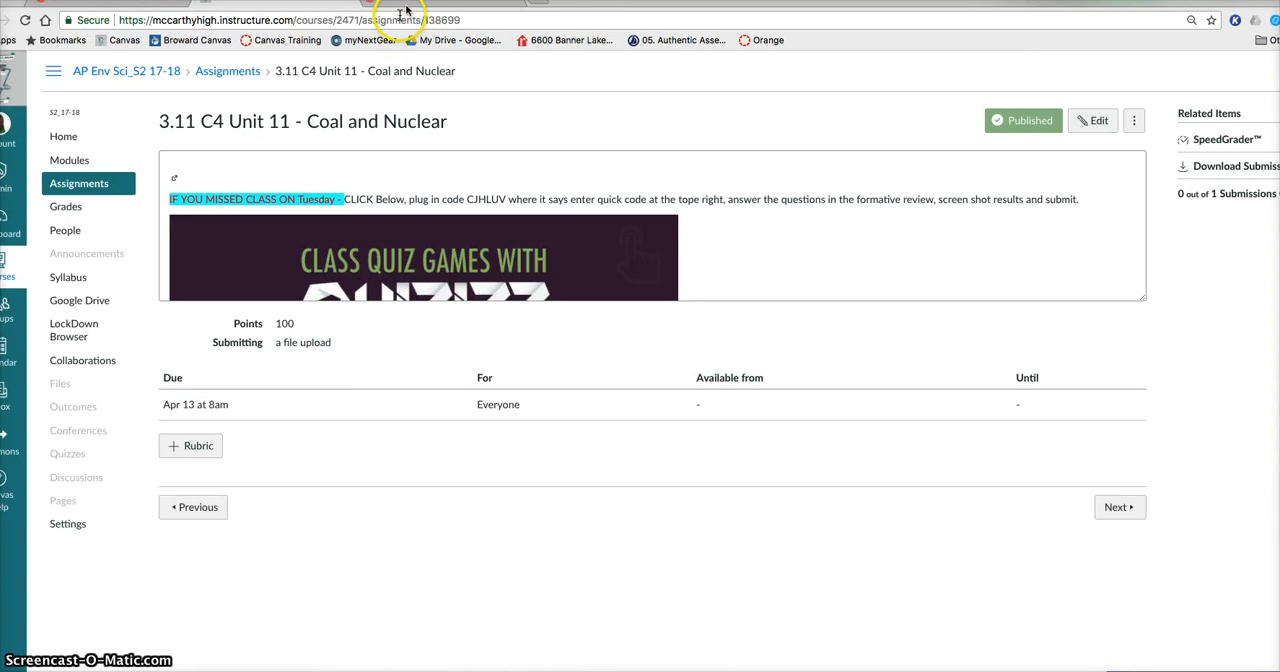 Secure https://mccarthyhigh.instructure.com/courses/2471/assignments/138699
Bookmarks Canvas Broward Canvas Canvas Training myNextGear My Drive - Google... 6600 Banner Lake... 05. Authentic Asse... Orange
AP Env Sci_S2 17-18 › Assignments › 3.11 C4 Unit 11 - Coal and Nuclear
S2_17-18
Home
Modules
Assignments
Grades
People
Announcements
Syllabus
Google Drive
LockDown
Browser
Collaborations
Files
Outcomes
Conferences
Quizzes
Discussions
Pages
Settings
3.11 C4 Unit 11 - Coal and Nuclear
Published Edit
IF YOU MISSED CLASS ON Tuesday - CLICK Below, plug in code CJHLUV where it says enter quick code at the tope right, answer the questions in the formative review, screen shot results and submit.
CLASS QUIZ GAMES WITH
QUIZIZZ
Points 100
Submitting a file upload
Due For Available from Until
Apr 13 at 8am Everyone - -
+ Rubric
Previous Next
Related Items
SpeedGrader™
Download Submiss
0 out of 1 Submissions
Screencast-O-Matic.com